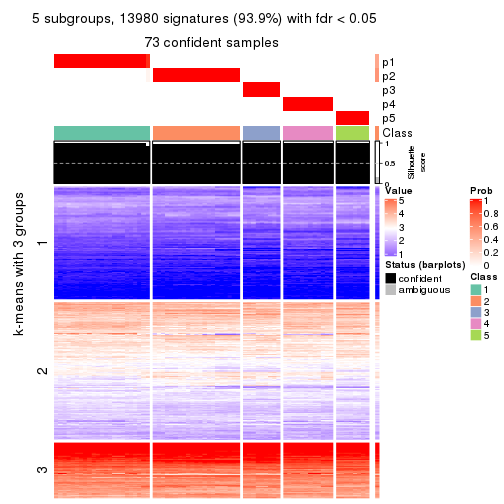 5 subgroups, 13980 signatures (93.9%) with fdr < 0.05
73 confident samples
p1
p2
p3
p4
p5
Class
1
0.5
0
Silhouette
score
k-means with 3 groups
1
2
3
Value
5
4
3
2
1
Status (barplots)
confident
ambiguous
Prob
1
0.8
0.6
0.4
0.2
0
Class
1
2
3
4
5